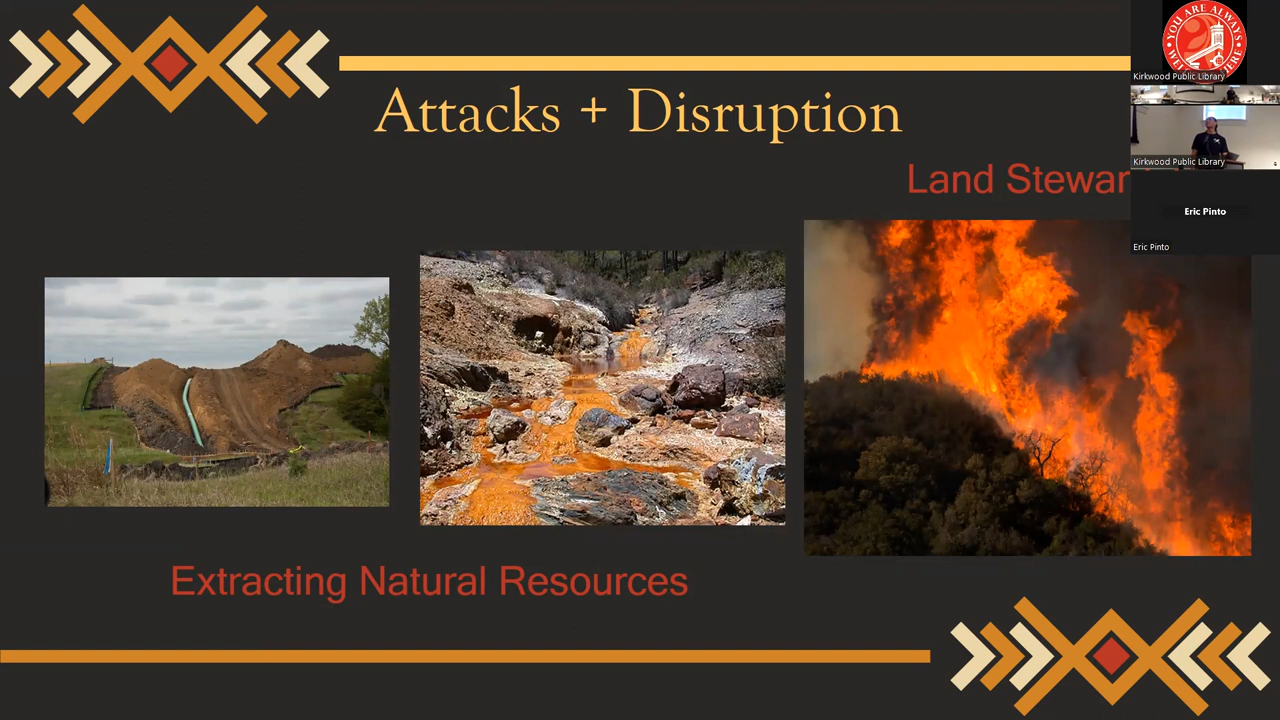 YOU ARE ALWAYS
Kirkwood Public Library
Attacks + Disruption
Kirkwood Public Library
Land Stewar
Eric Pinto
Eric Pinto
Extracting Natural Resources